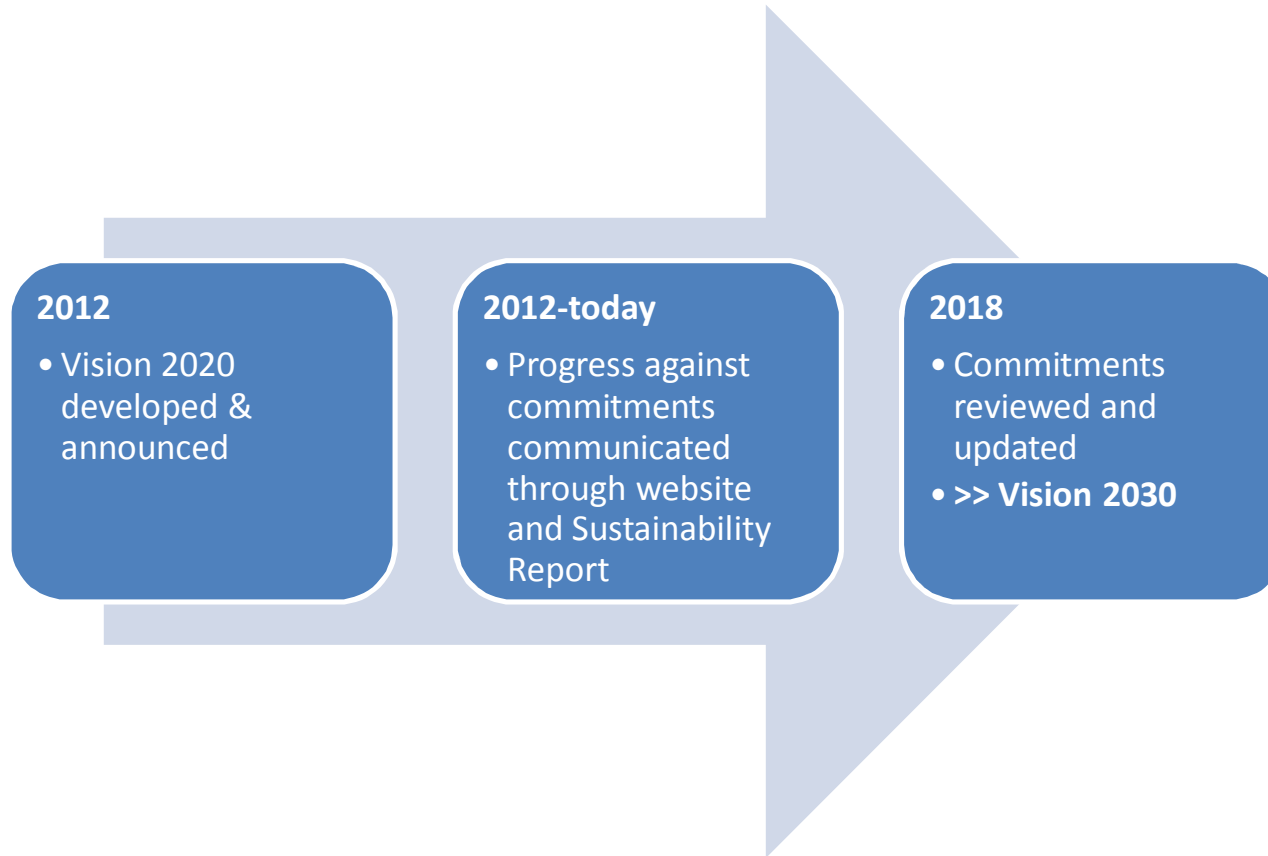 2012
• Vision 2020
developed &
announced
2012-today
• Progress against
commitments
communicated
through website
and Sustainability
Report
2018
• Commitments
reviewed and
updated
• >> Vision 2030